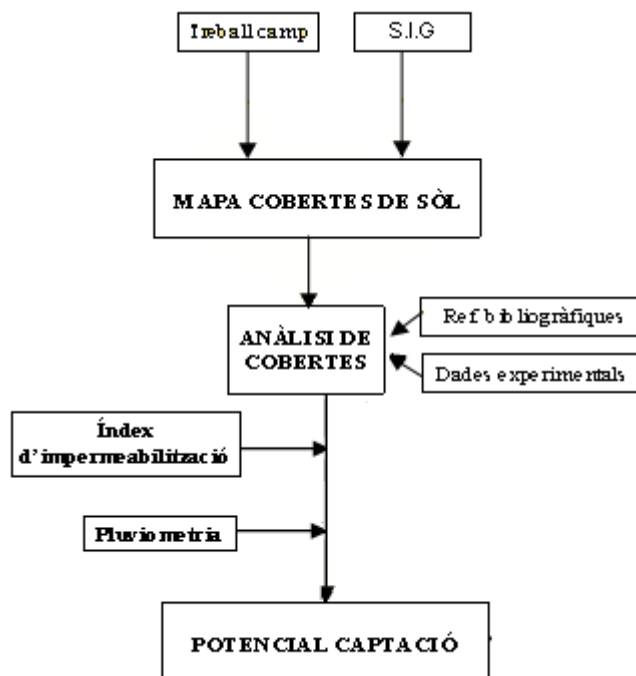 Treball camp
S.I.G
MAPA COBERTES DE SÒL
ANÀLISI DE
COBERTES
Ref bibliogràfiques
Dades experimentals
Índex
d'impermeabilització
Pluviometria
POTENCIAL CAPTACIÓ